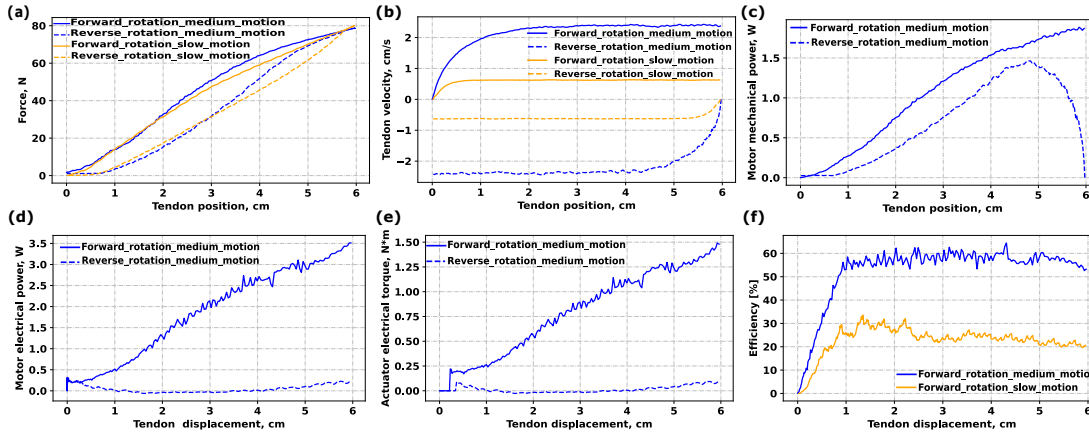 (a)
Forward_rotation_medium_motion
Reverse_rotation_medium_motion
Forward_rotation_slow_motion
Reverse_rotation_slow_motion
Force, N
80
60
40
20
0
0 1 2 3 4 5 6
Tendon position, cm
(b)
Forward_rotation_medium_motion
Reverse_rotation_medium_motion
Forward_rotation_slow_motion
Reverse_rotation_slow_motion
Tendon velocity, cm/s
2
1
0
−1
−2
0 1 2 3 4 5 6
Tendon position, cm
(c)
Forward_rotation_medium_motion
Reverse_rotation_medium_motion
Motor mechanical power, W
1.5
1.0
0.5
0.0
0 1 2 3 4 5 6
Tendon position, cm
(d)
Forward_rotation_medium_motion
Reverse_rotation_medium_motion
Motor electrical power, W
3.5
3.0
2.5
2.0
1.5
1.0
0.5
0.0
0 1 2 3 4 5 6
Tendon displacement, cm
(e)
Forward_rotation_medium_motion
Reverse_rotation_medium_motion
Actuator electrical torque, N*m
1.50
1.25
1.00
0.75
0.50
0.25
0.00
0 1 2 3 4 5 6
Tendon displacement, cm
(f)
Efficiency [%]
60
50
40
30
20
10
0
Forward_rotation_medium_motion
Forward_rotation_slow_motion
0 1 2 3 4 5 6
Tendon displacement, cm